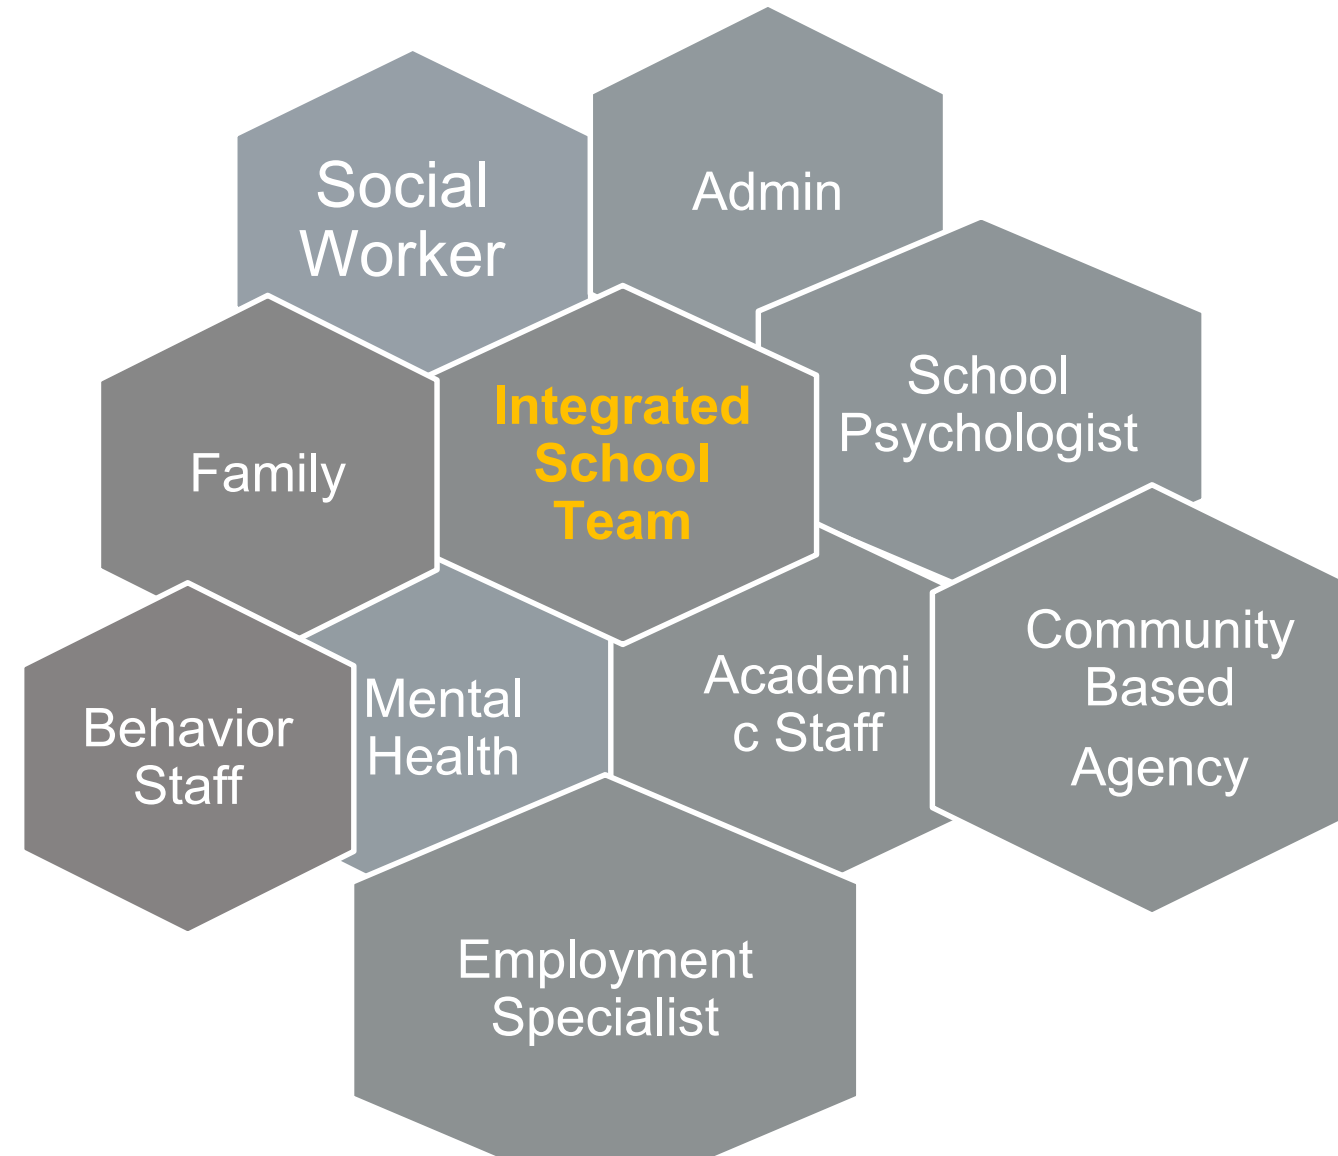 Social
Worker
Admin
School
Psychologist
Integrated
School
Team
Family
Community
Based
Agency
Academi
c Staff
Mental
Health
Behavior
Staff
Employment
Specialist